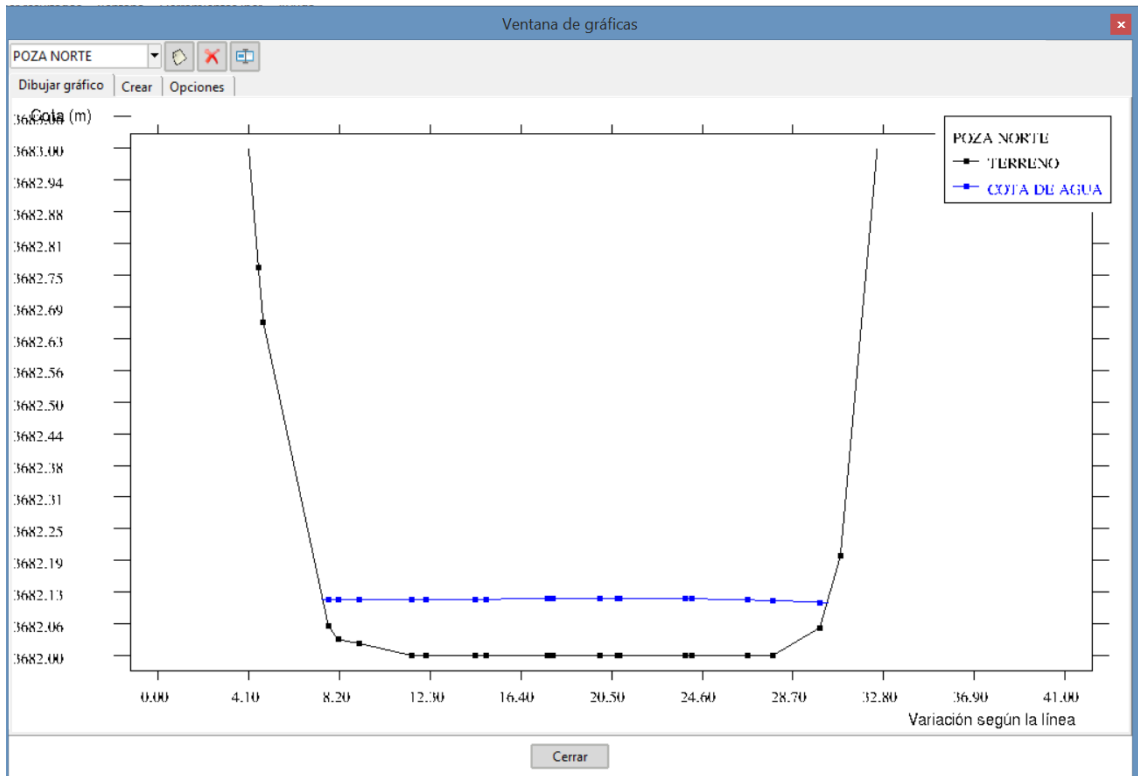 Ventana de gráficas
POZA NORTE
Dibujar gráfico
Crear
Opciones
Cota (m)
3683.00
3682.94
3682.88
3682.81
3682.75
3682.69
3682.63
3682.56
3682.50
3682.44
3682.38
3682.31
3682.25
3682.19
3682.13
3682.06
3682.00
POZA NORTE
TERRENO
COTA DE AGUA
0.00 4.10 8.20 12.30 16.40 20.50 24.60 28.70 32.80 36.90 41.00
Variación según la línea
Cerrar